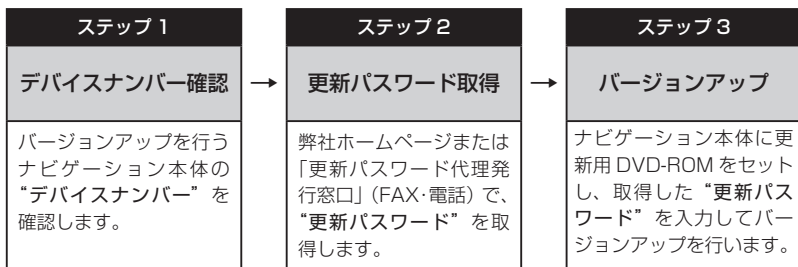 ステップ 1
デバイスナンバー確認
バージョンアップを行う
ナビゲーション本体の
“デバイスナンバー”を
確認します。
→
ステップ 2
更新パスワード取得
弊社ホームページまたは
「更新パスワード代理発
行窓口」（FAX・電話）で、
“更新パスワード”を取
得します。
→
ステップ 3
バージョンアップ
ナビゲーション本体に更
新用 DVD-ROM をセット
し、取得した“更新パス
ワード”を入力してバー
ジョンアップを行います。